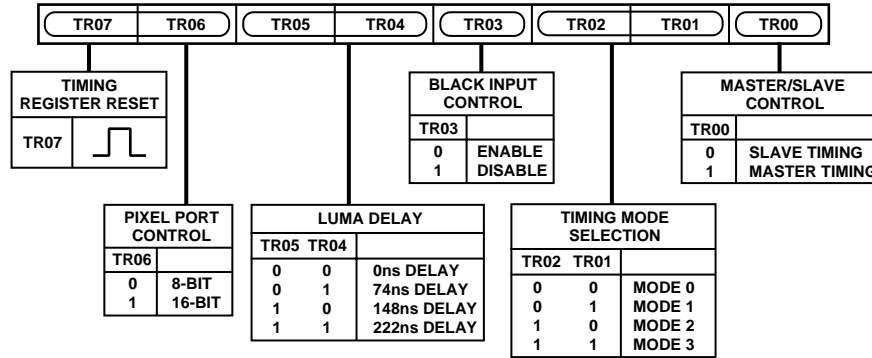 TR07 TR06 TR05 TR04 TR03 TR02 TR01 TR00
TIMING
REGISTER RESET
TR07
BLACK INPUT
CONTROL
TR03
0 ENABLE
1 DISABLE
MASTER/SLAVE
CONTROL
TR00
0 SLAVE TIMING
1 MASTER TIMING
PIXEL PORT
CONTROL
TR06
0 8-BIT
1 16-BIT
LUMA DELAY
TR05 TR04
0 0 0ns DELAY
0 1 74ns DELAY
1 0 148ns DELAY
1 1 222ns DELAY
TIMING MODE
SELECTION
TR02 TR01
0 0 MODE 0
0 1 MODE 1
1 0 MODE 2
1 1 MODE 3